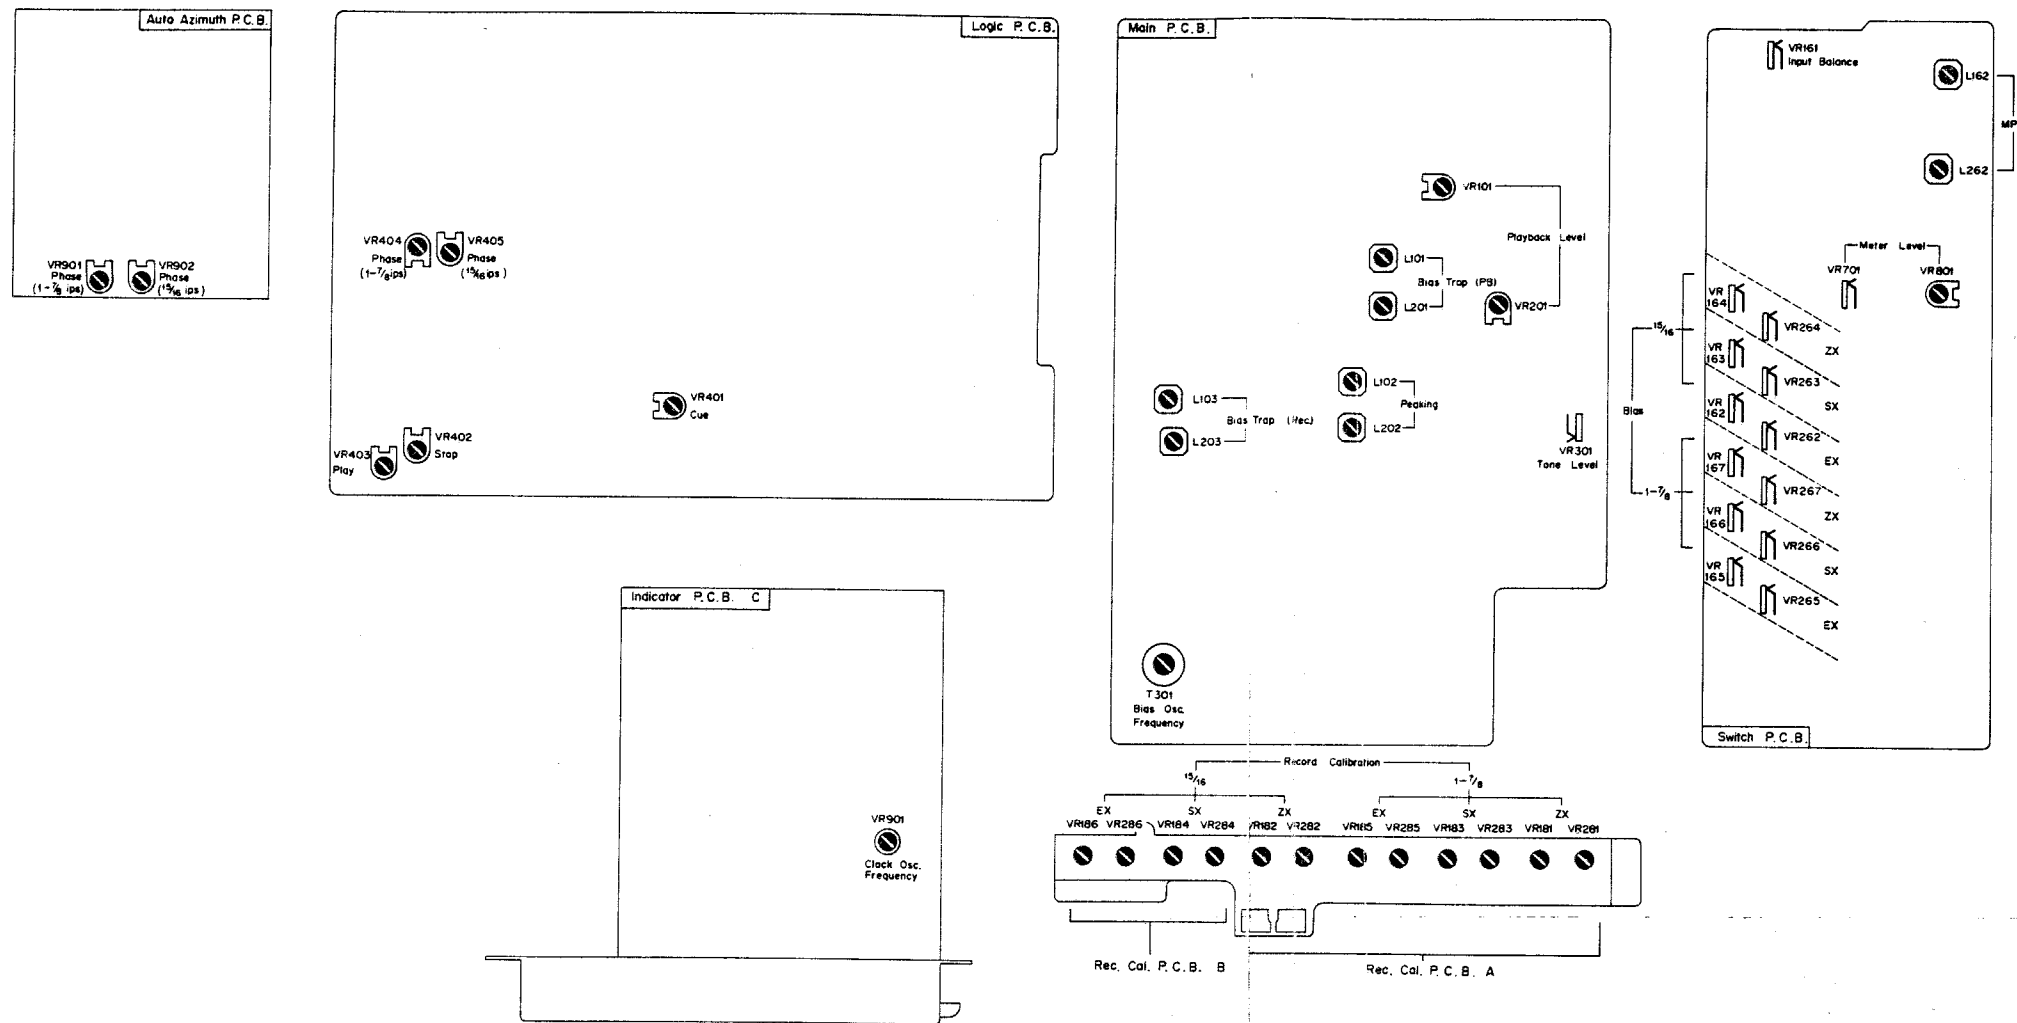 Auto Azimuth P.C.B.
VR901
Phase
(1-7/8 ips)
VR902
Phase
(15/16 ips)
Logic P.C.B.
VR404
Phase
(1-7/8 ips)
VR405
Phase
(15/16 ips)
VR401
Cue
VR402
Stop
VR403
Play
Main P.C.B.
VR101
Playback Level
L101
Bias Trap (PB)
L201
VR201
L102
Peaking
L202
L103
Bias Trap (Rec.)
L203
VR301
Tone Level
T301
Bias Osc.
Frequency
VR161
Input Balance
L162
MPX
L262
Meter Level
VR701
VR801
Bias
15/16
VR
164
VR264
ZX
VR
163
VR263
SX
VR
162
VR262
EX
1-7/8
VR
167
VR267
ZX
VR
166
VR266
SX
VR
165
VR265
EX
Switch P.C.B.
Indicator P.C.B. C
VR901
Clock Osc.
Frequency
Record Calibration
15/16
1-7/8
EX SX ZX EX SX ZX
VR186 VR286 VR184 VR284 VR182 VR282 VR185 VR285 VR183 VR283 VR181 VR281
Rec. Cal. P.C.B. B
Rec. Cal. P.C.B. A